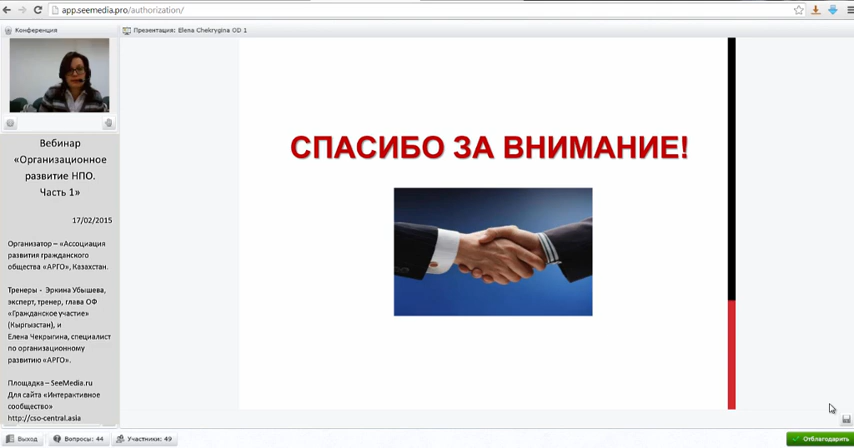 app.seemedia.pro/authorization/
Конференция
Презентация: Elena Chekrygina OD 1
Вебинар
«Организационное
развитие НПО.
Часть 1»
17/02/2015
Организатор – «Ассоциация
развития гражданского
общества «АРГО», Казахстан.
Тренеры - Эркина Убышева,
эксперт, тренер, глава ОФ
«Гражданское участие»
(Кыргызстан), и
Елена Чекрыгина, специалист
по организационному
развитию «АРГО».
Площадка – SeeMedia.ru
Для сайта «Интерактивное
сообщество»
http://cso-central.asia
СПАСИБО ЗА ВНИМАНИЕ!
Выход
Вопросы: 44
Участники: 49
Отблагодарить